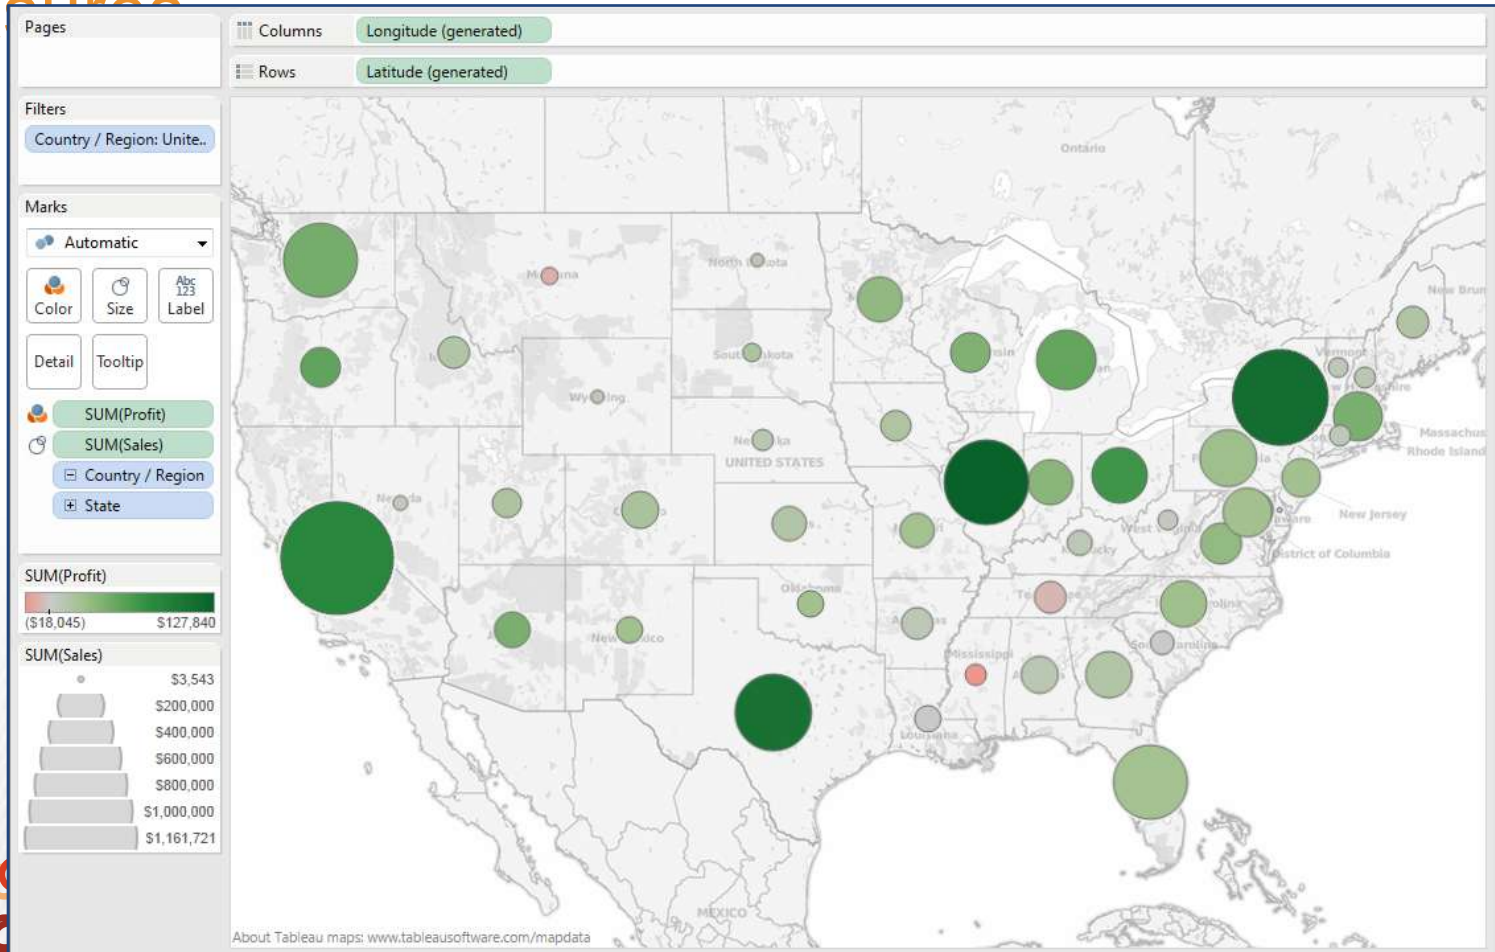 Pages
Columns
Longitude (generated)
Rows
Latitude (generated)
Filters
Country / Region: Unite..
Marks
Automatic
Color
Size
Abc
123
Label
Detail
Tooltip
SUM(Profit)
SUM(Sales)
Country / Region
State
SUM(Profit)
($18,045)
$127,840
SUM(Sales)
$3,543
$200,000
$400,000
$600,000
$800,000
$1,000,000
$1,161,721
Ontario
New Brun
Vermont
Massachus
Rhode Island
UNITED STATES
New Jersey
District of Columbia
Mississippi
Louisiana
MEXICO
About Tableau maps: www.tableausoftware.com/mapdata